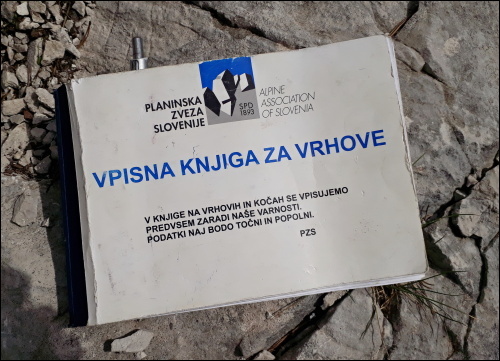 PLANINSKA
ZVEZA
SLOVENIJE
SPD
1893
ALPINE
ASSOCIATION
OF SLOVENIA
VPISNA KNJIGA ZA VRHOVE
V KNJIGE NA VRHOVIH IN KOČAH SE VPISUJEMO
PREDVSEM ZARADI NAŠE VARNOSTI.
PODATKI NAJ BODO TOČNI IN POPOLNI.
PZS